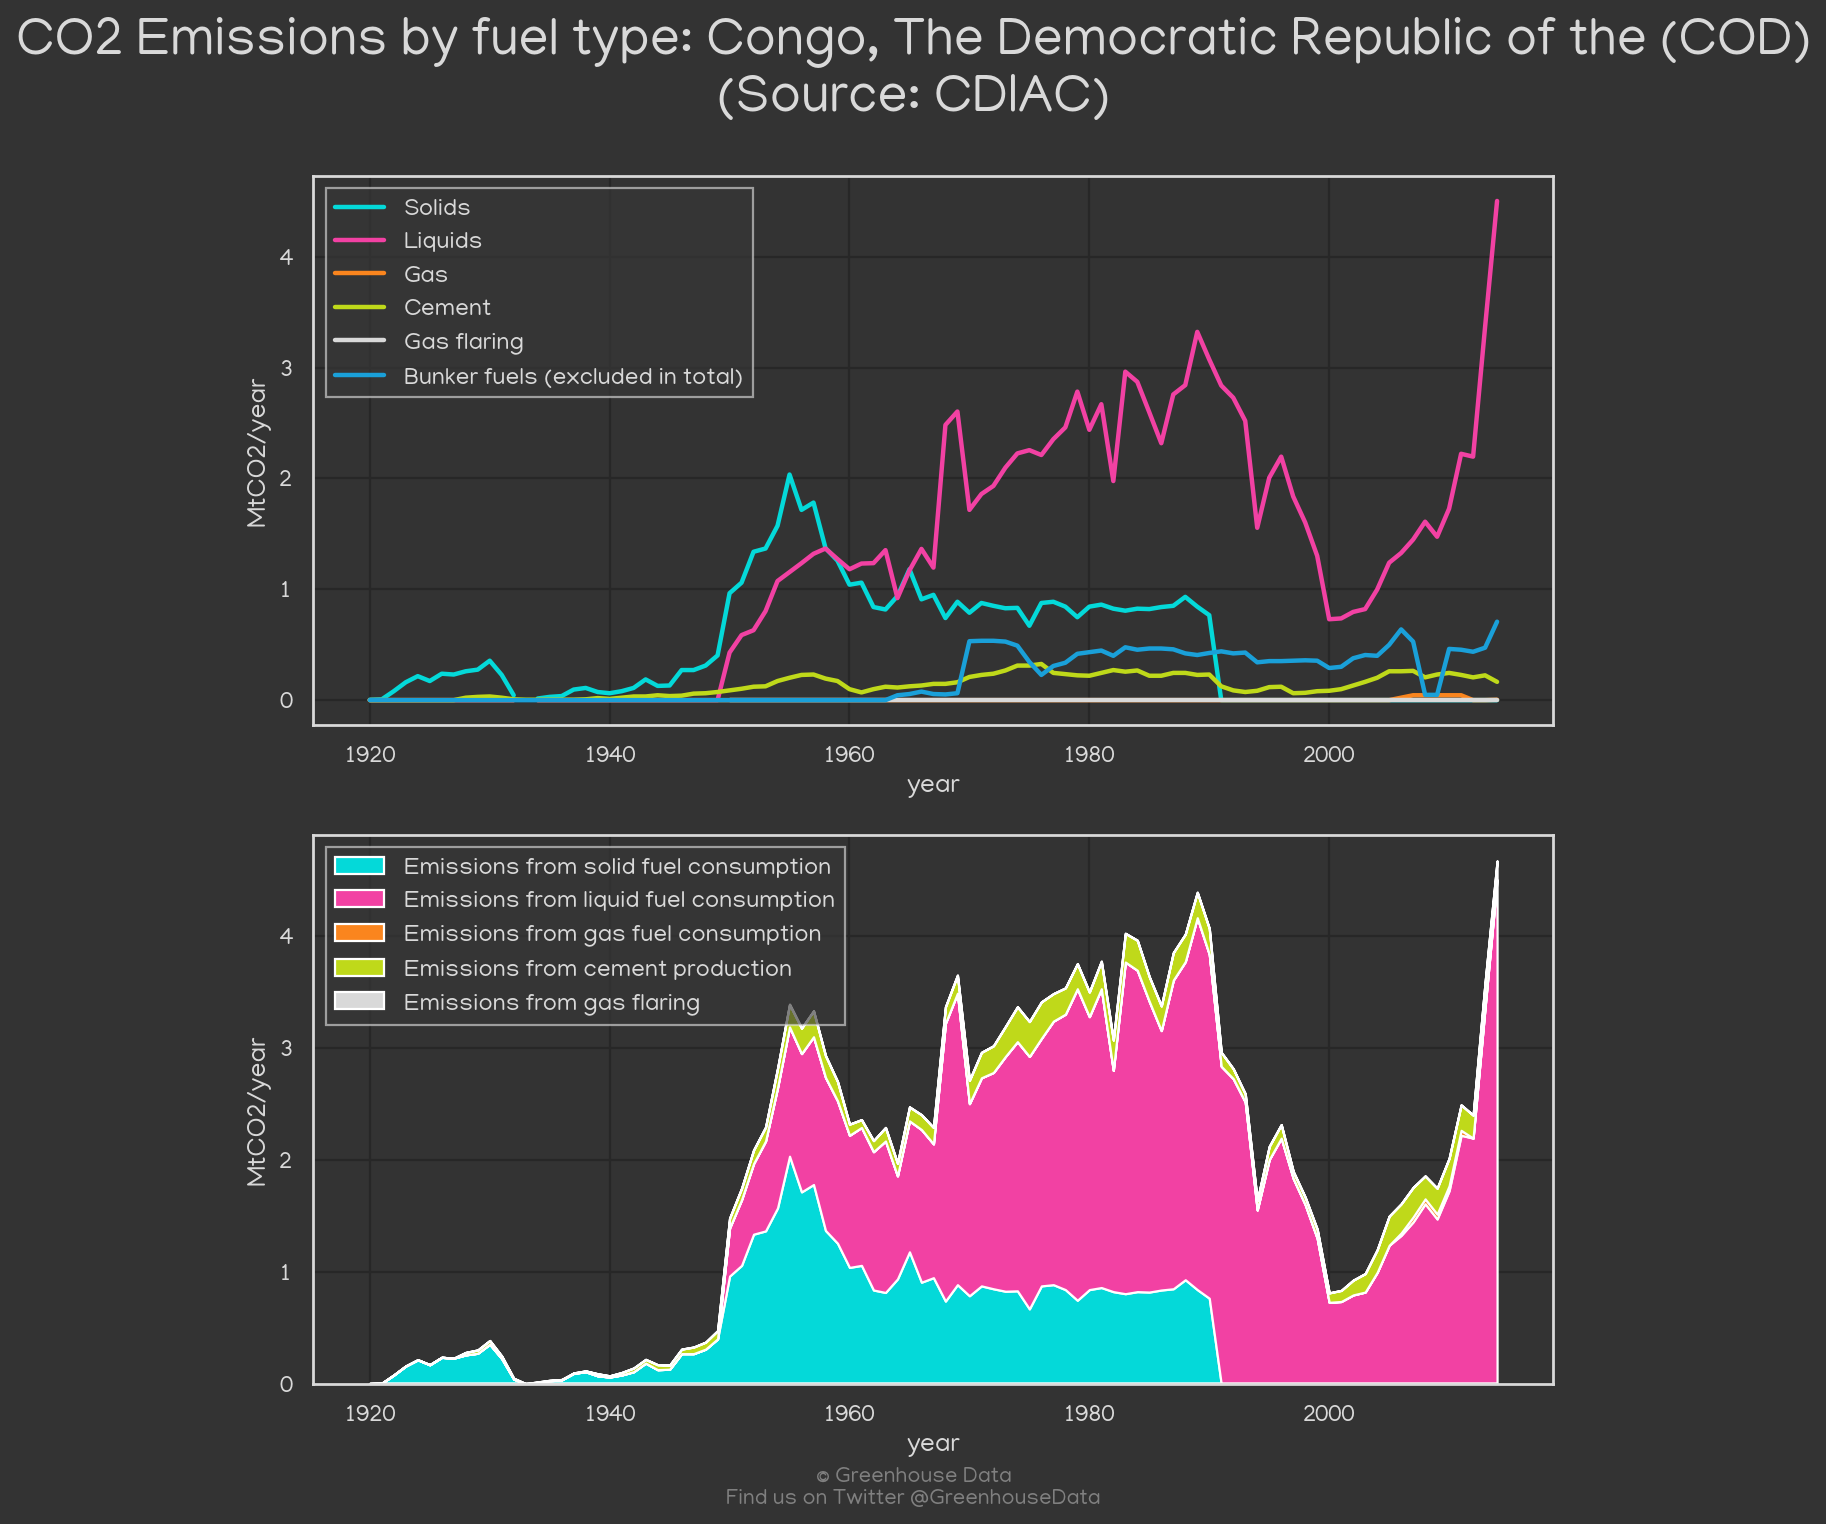 CO2 Emissions by fuel type: Congo, The Democratic Republic of the (COD)
(Source: CDIAC)
Solids
Liquids
Gas
Cement
Gas flaring
Bunker fuels (excluded in total)
MtCO2/year
4
3
2
1
0
1920 1940 1960 1980 2000
year
Emissions from solid fuel consumption
Emissions from liquid fuel consumption
Emissions from gas fuel consumption
Emissions from cement production
Emissions from gas flaring
MtCO2/year
4
3
2
1
0
1920 1940 1960 1980 2000
year
© Greenhouse Data
Find us on Twitter @GreenhouseData